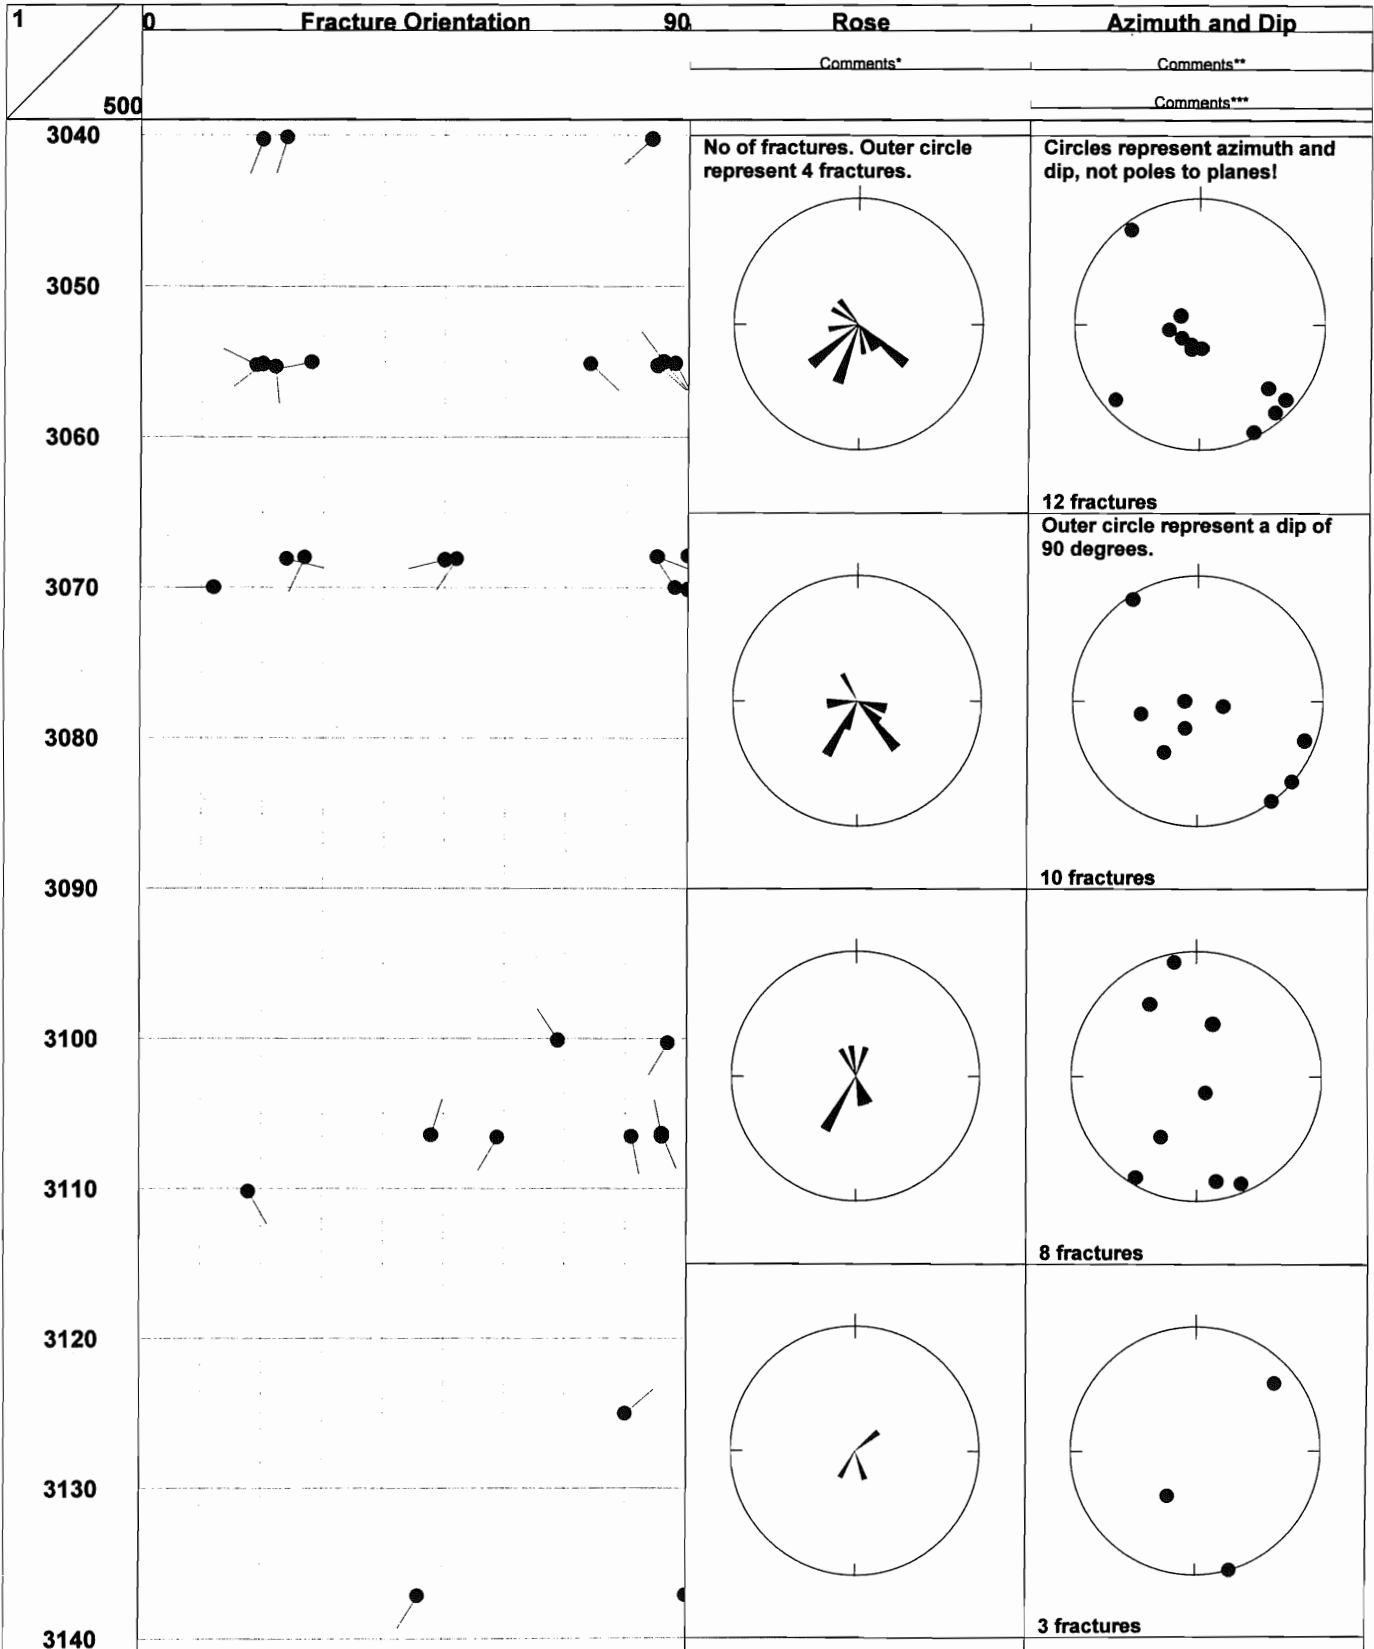 1 0 Fracture Orientation 90 Rose Azimuth and Dip
Comments* Comments**
500 Comments***
3040
No of fractures. Outer circle
represent 4 fractures.
Circles represent azimuth and
dip, not poles to planes!
3050
3060
12 fractures
Outer circle represent a dip of
90 degrees.
3070
3080
3090
10 fractures
3100
3110
8 fractures
3120
3130
3 fractures
3140